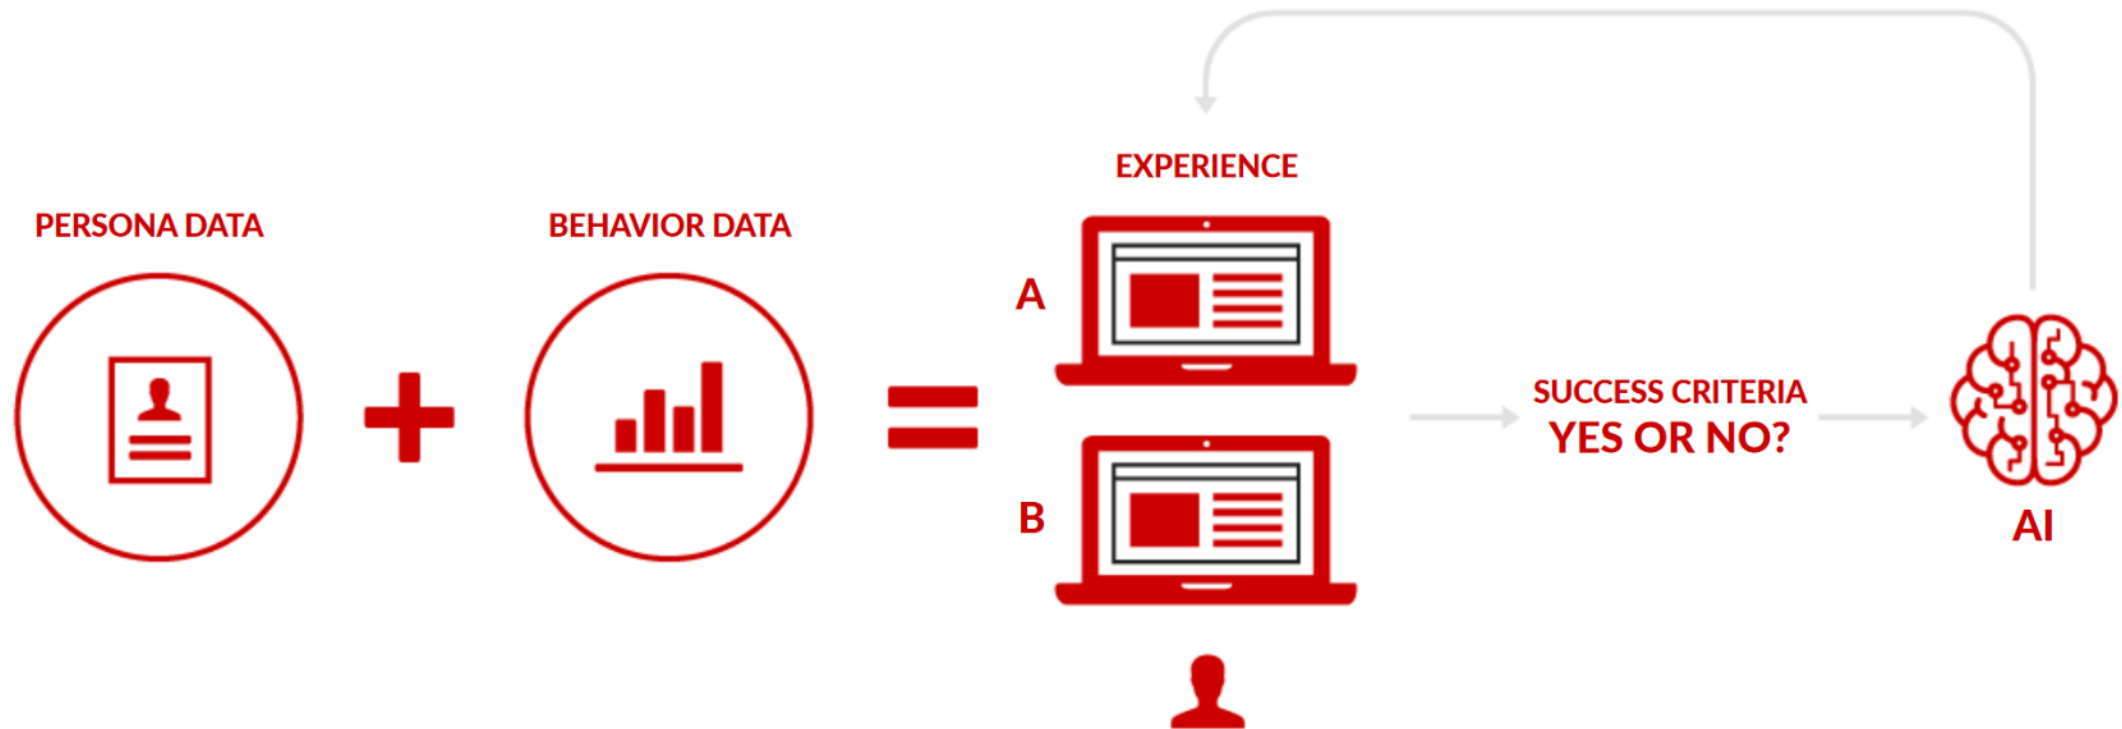 PERSONA DATA
BEHAVIOR DATA
EXPERIENCE
A
B
SUCCESS CRITERIA
YES OR NO?
AI